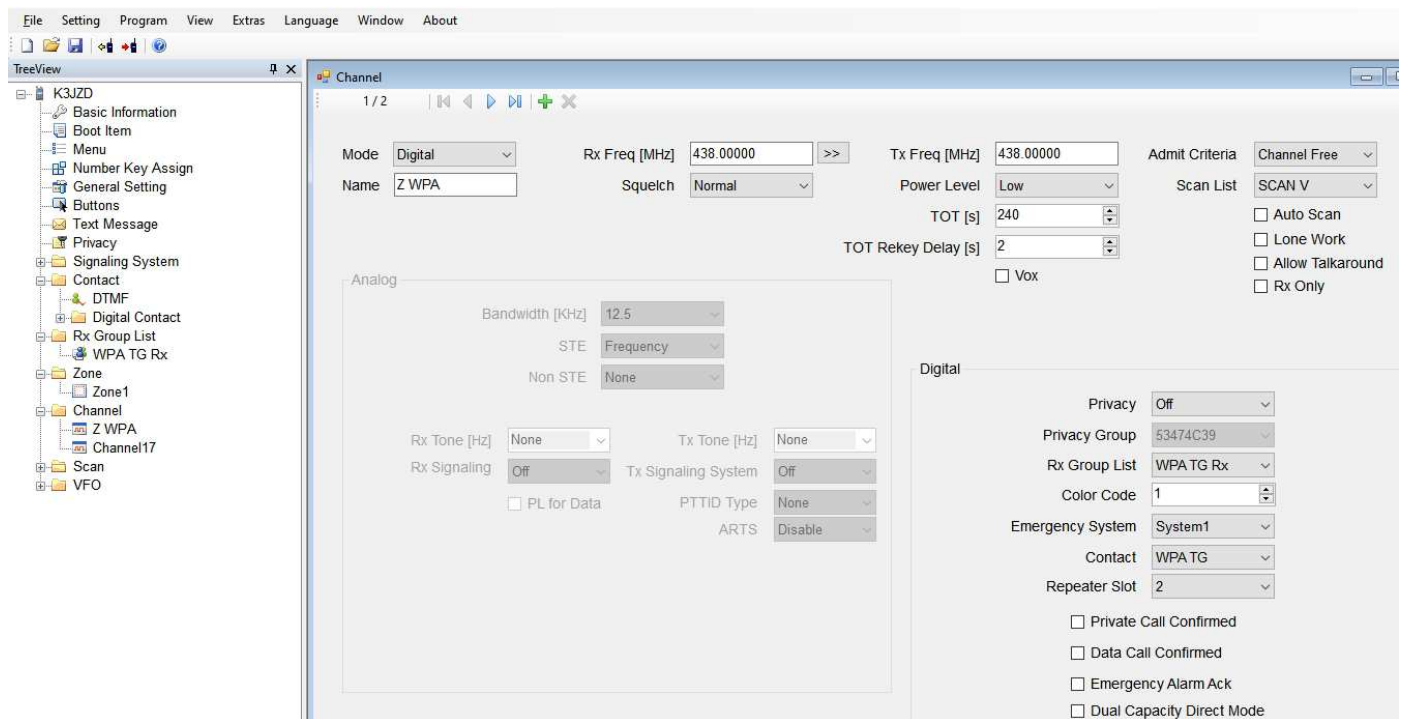 File Setting Program View Extras Language Window About
TreeView
K3JZD
Basic Information
Boot Item
Menu
Number Key Assign
General Setting
Buttons
Text Message
Privacy
Signaling System
Contact
DTMF
Digital Contact
Rx Group List
WPA TG Rx
Zone
Zone1
Channel
Z WPA
Channel17
Scan
VFO
Channel
1 / 2
Mode Digital Rx Freq [MHz] 438.00000 >> Tx Freq [MHz] 438.00000 Admit Criteria Channel Free
Name Z WPA Squelch Normal Power Level Low Scan List SCAN V
TOT [s] 240 Auto Scan
TOT Rekey Delay [s] 2 Lone Work
Vox Allow Talkaround
Rx Only
Analog
Bandwidth [KHz] 12.5
STE Frequency
Non STE None
Rx Tone [Hz] None Tx Tone [Hz] None
Rx Signaling Off Tx Signaling System Off
PL for Data PTTID Type None
ARTS Disable
Digital
Privacy Off
Privacy Group 53474C39
Rx Group List WPA TG Rx
Color Code 1
Emergency System System1
Contact WPA TG
Repeater Slot 2
Private Call Confirmed
Data Call Confirmed
Emergency Alarm Ack
Dual Capacity Direct Mode